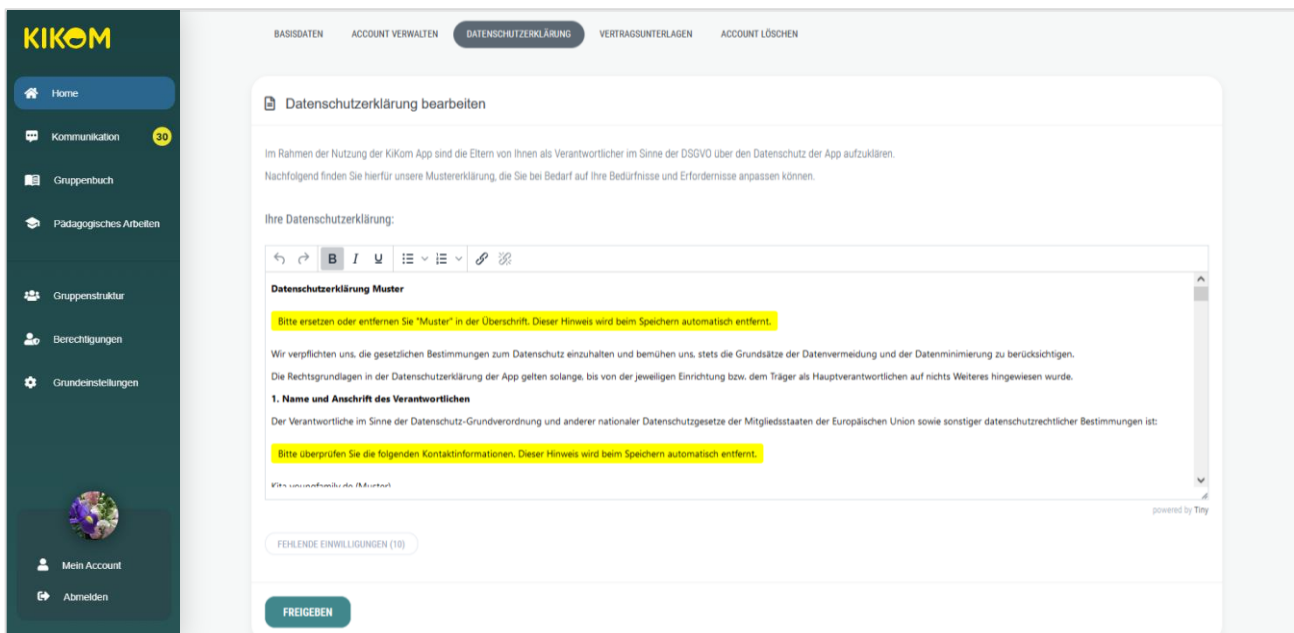 KIKOM
BASISDATEN
ACCOUNT VERWALTEN
DATENSCHUTZERKLÄRUNG
VERTRAGSUNTERLAGEN
ACCOUNT LÖSCHEN
Home
Kommunikation 30
Gruppenbuch
Pädagogisches Arbeiten
Gruppenstruktur
Berechtigungen
Grundeinstellungen
Mein Account
Abmelden
Datenschutzerklärung bearbeiten
Im Rahmen der Nutzung der KiKom App sind die Eltern von Ihnen als Verantwortlicher im Sinne der DSGVO über den Datenschutz der App aufzuklären.
Nachfolgend finden Sie hierfür unsere Mustererklärung, die Sie bei Bedarf auf Ihre Bedürfnisse und Erfordernisse anpassen können.
Ihre Datenschutzerklärung:
B I U
Datenschutzerklärung Muster
Bitte ersetzen oder entfernen Sie "Muster" in der Überschrift. Dieser Hinweis wird beim Speichern automatisch entfernt.
Wir verpflichten uns, die gesetzlichen Bestimmungen zum Datenschutz einzuhalten und bemühen uns, stets die Grundsätze der Datenvermeidung und der Datenminimierung zu berücksichtigen.
Die Rechtsgrundlagen in der Datenschutzerklärung der App gelten solange, bis von der jeweiligen Einrichtung bzw. dem Träger als Hauptverantwortlichen auf nichts Weiteres hingewiesen wurde.
1. Name und Anschrift des Verantwortlichen
Der Verantwortliche im Sinne der Datenschutz-Grundverordnung und anderer nationaler Datenschutzgesetze der Mitgliedsstaaten der Europäischen Union sowie sonstiger datenschutzrechtlicher Bestimmungen ist:
Bitte überprüfen Sie die folgenden Kontaktinformationen. Dieser Hinweis wird beim Speichern automatisch entfernt.
Kita youngfamily.de (Muster)
powered by Tiny
FEHLENDE EINWILLIGUNGEN (10)
FREIGEBEN